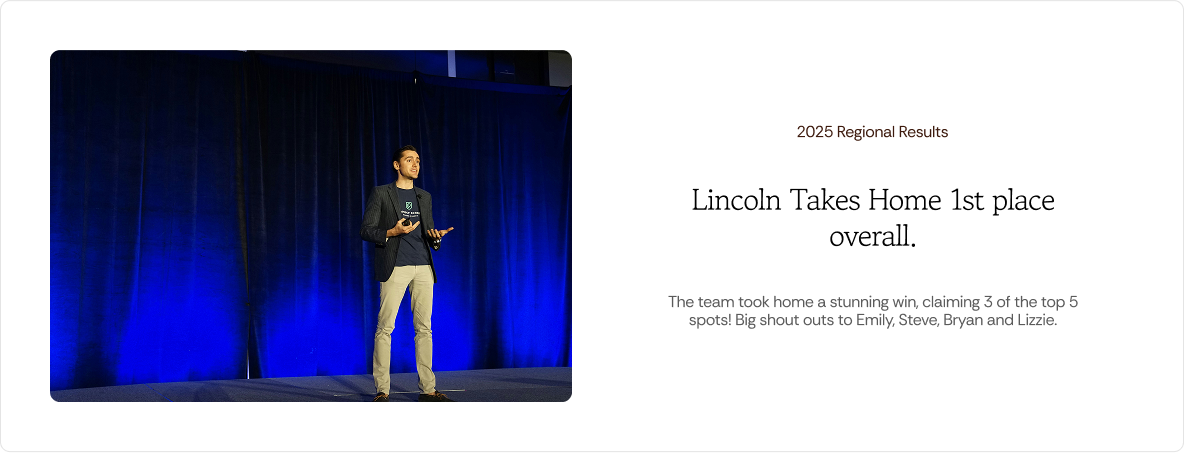 2025 Regional Results
Lincoln Takes Home 1st place
overall.
The team took home a stunning win, claiming 3 of the top 5
spots! Big shout outs to Emily, Steve, Bryan and Lizzie.